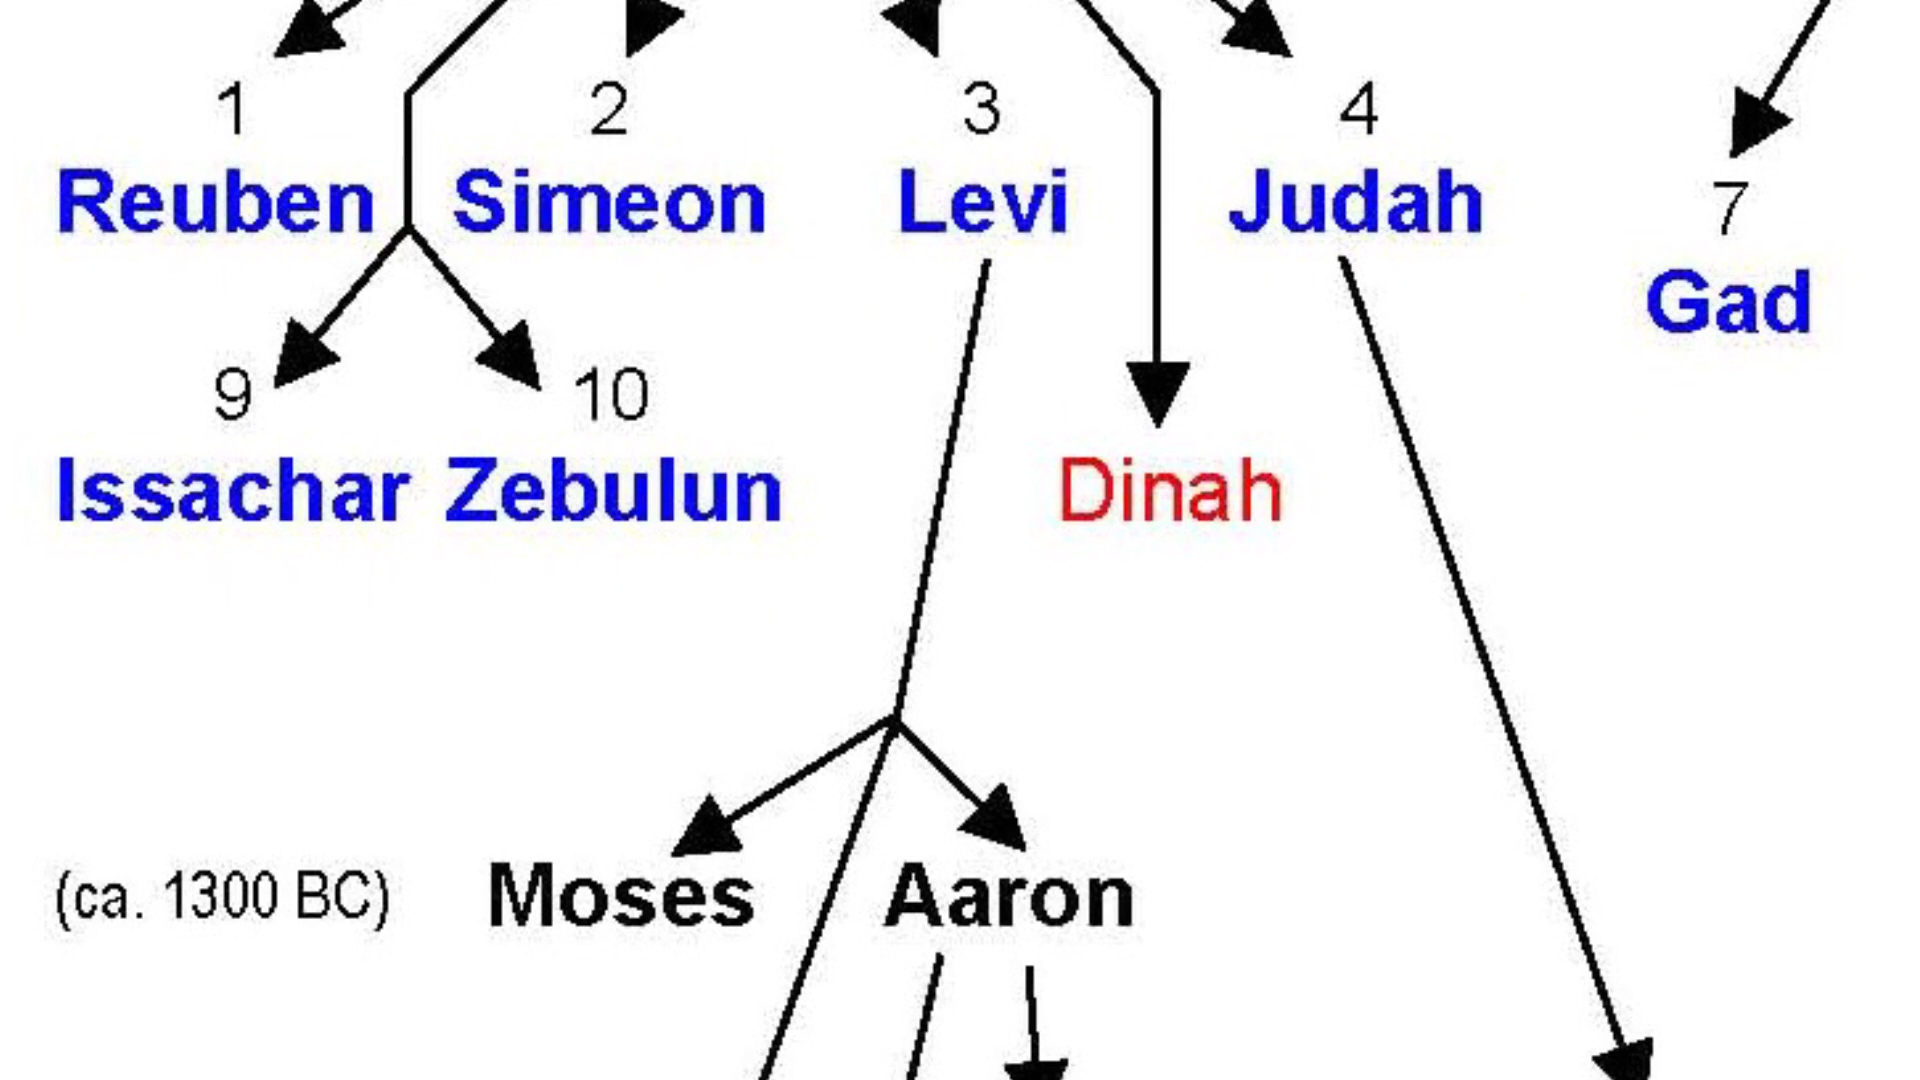 1 2 3 4
Reuben Simeon Levi Judah
7
Gad
9 10
Issachar Zebulun Dinah
(ca. 1300 BC) Moses Aaron